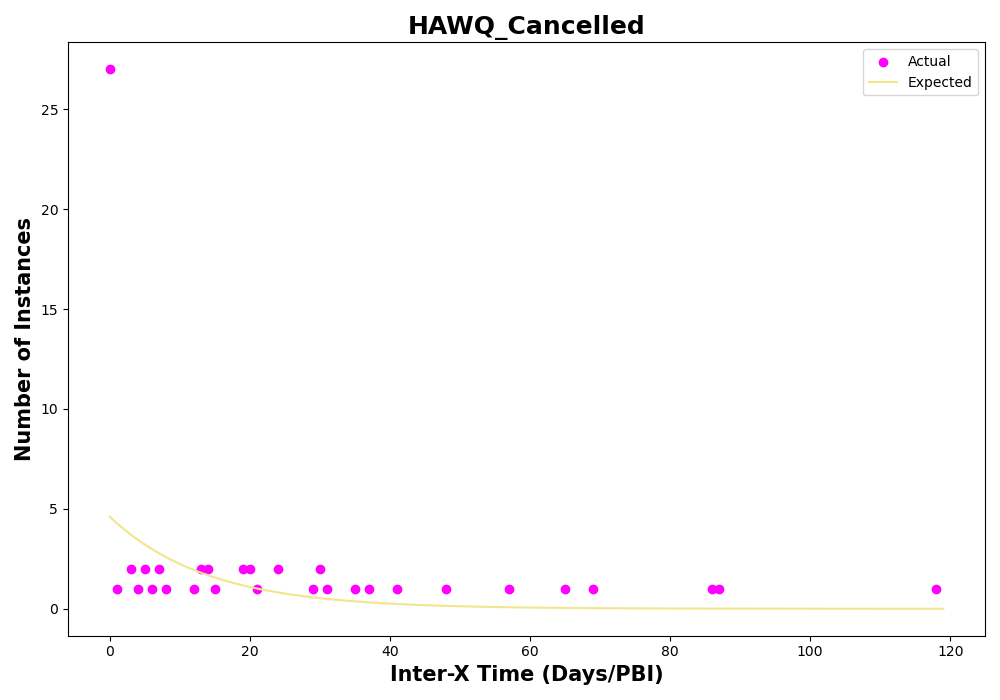 HAWQ_Cancelled
Actual
Expected
Number of Instances
25
20
15
10
5
0
0 20 40 60 80 100 120
Inter-X Time (Days/PBI)